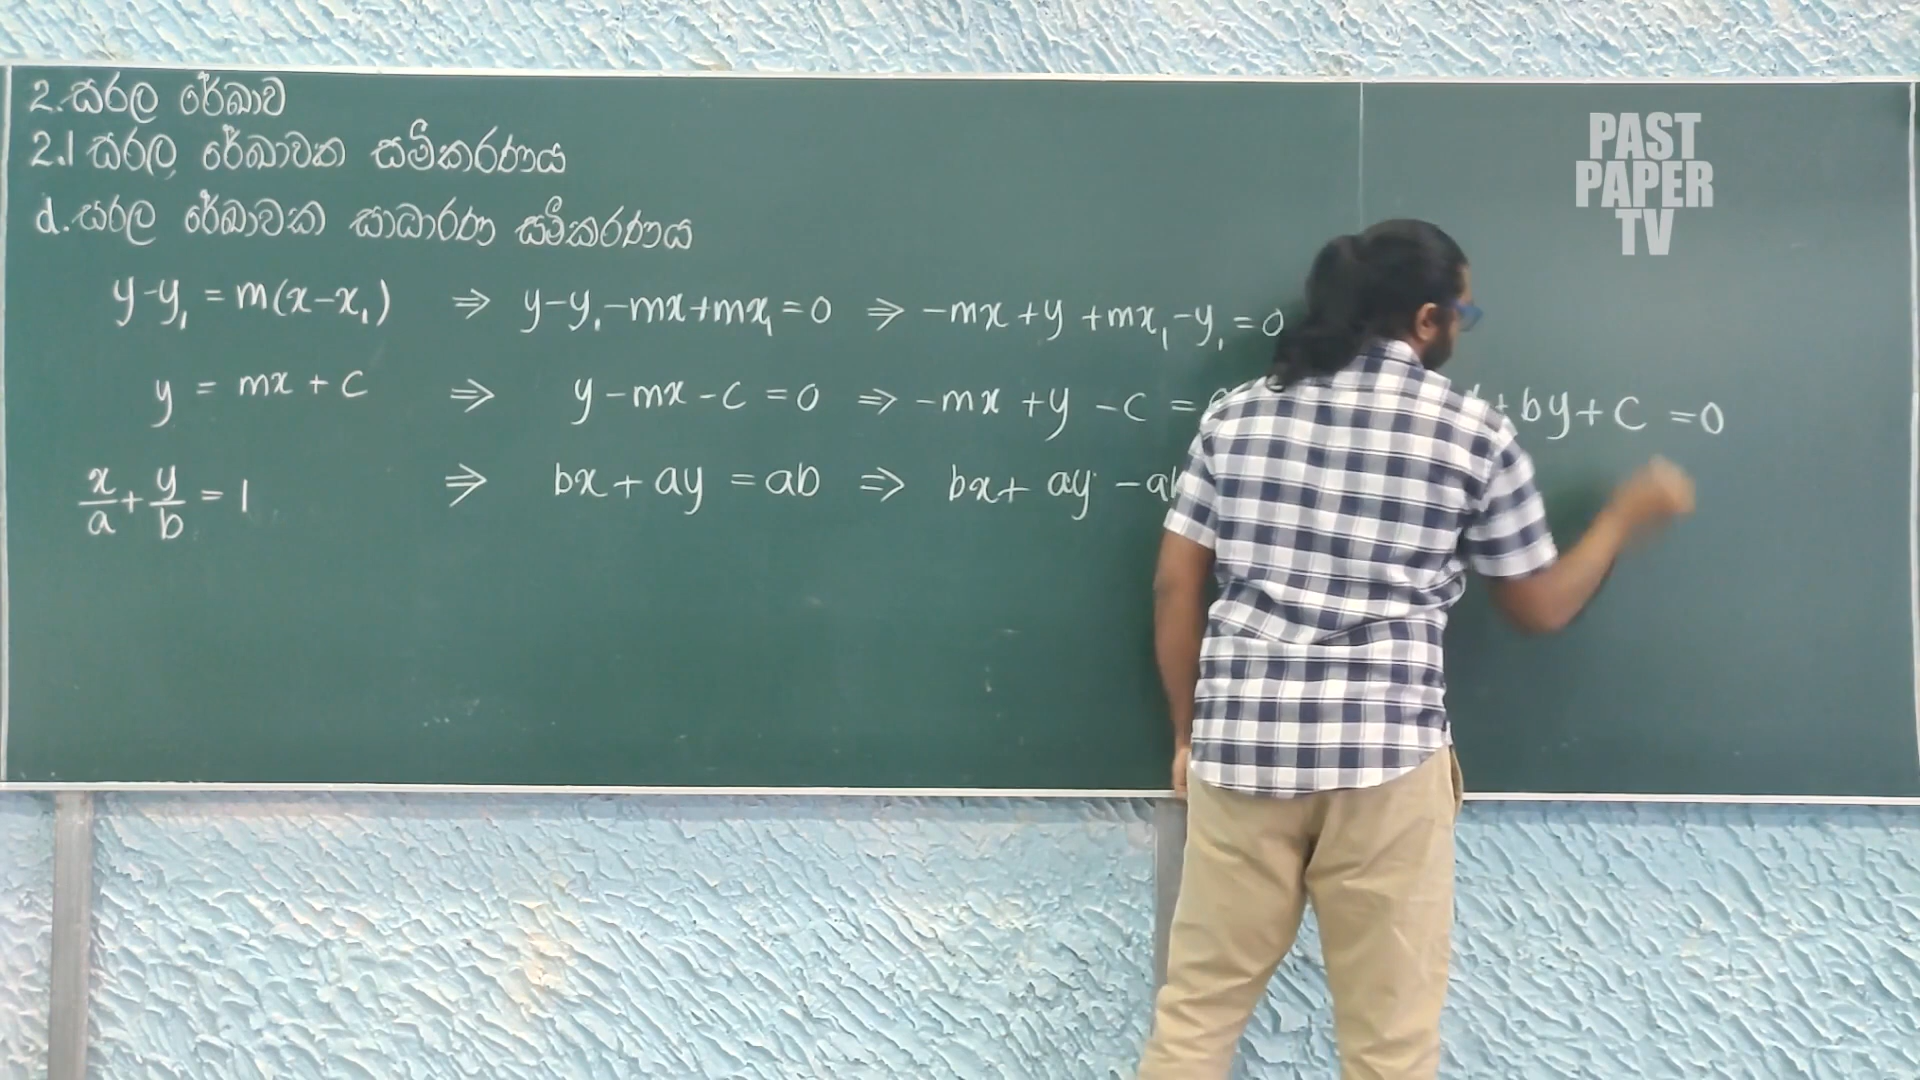 2. සරල රේඛාව
2.1 සරල රේඛාවක සමීකරණය
d. සරල රේඛාවක සාධාරණ සමීකරණය
y-y₁ = m(x-x₁) ⇒ y-y₁-mx+mx₁=0 ⇒ -mx+y+mx₁-y₁=0
y = mx + c ⇒ y-mx-c=0 ⇒ -mx+y-c= +by+c=0
x/a + y/b = 1 ⇒ bx+ay=ab ⇒ bx+ay-ab
PAST
PAPER
TV